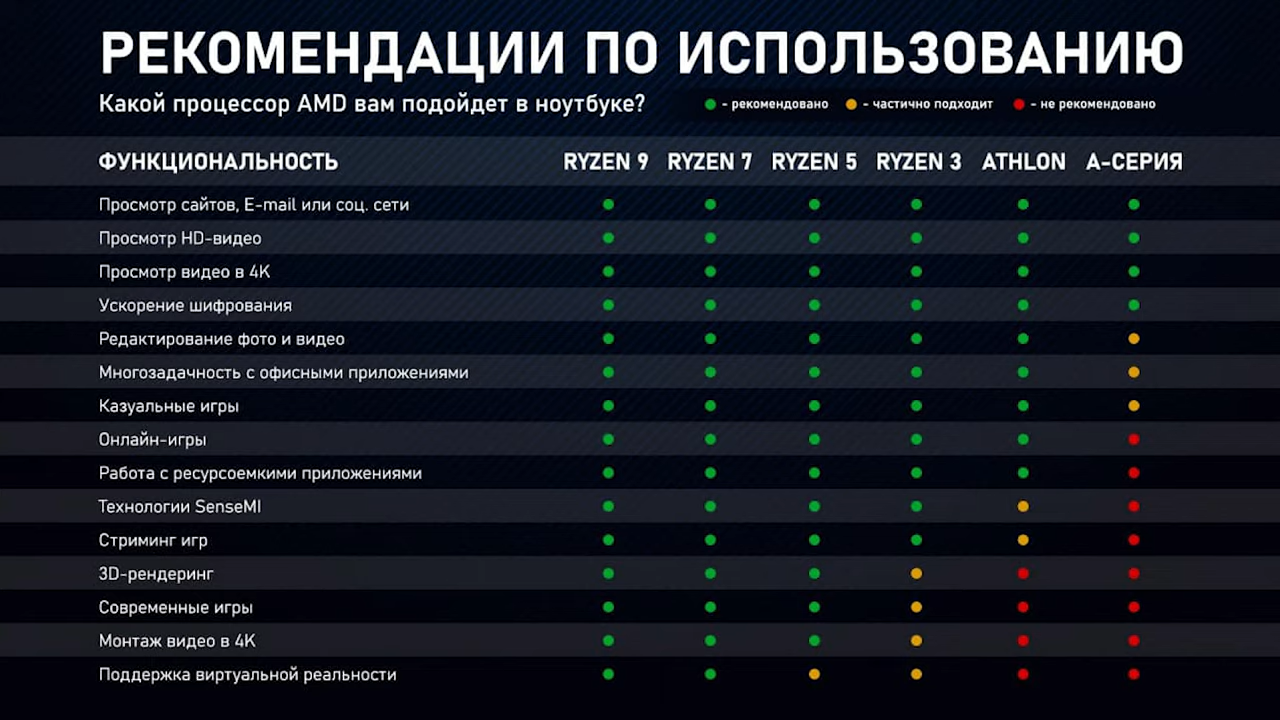 РЕКОМЕНДАЦИИ ПО ИСПОЛЬЗОВАНИЮ
Какой процессор AMD вам подойдет в ноутбуке? - рекомендовано - частично подходит - не рекомендовано
ФУНКЦИОНАЛЬНОСТЬ RYZEN 9 RYZEN 7 RYZEN 5 RYZEN 3 ATHLON A-СЕРИЯ
Просмотр сайтов, E-mail или соц. сети
Просмотр HD-видео
Просмотр видео в 4K
Ускорение шифрования
Редактирование фото и видео
Многозадачность с офисными приложениями
Казуальные игры
Онлайн-игры
Работа с ресурсоемкими приложениями
Технологии SenseMI
Стриминг игр
3D-рендеринг
Современные игры
Монтаж видео в 4K
Поддержка виртуальной реальности